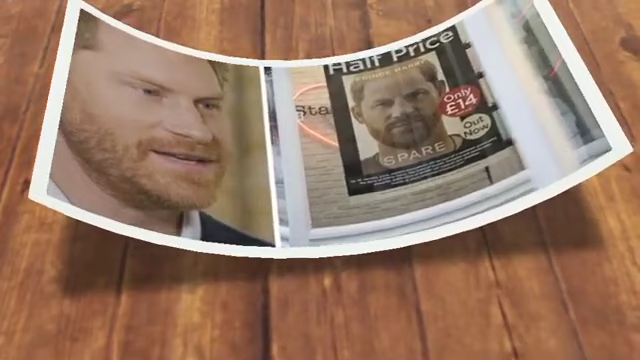 Half Price
PRINCE HARRY
Only
£14
Sta
Out
Now
SPARE